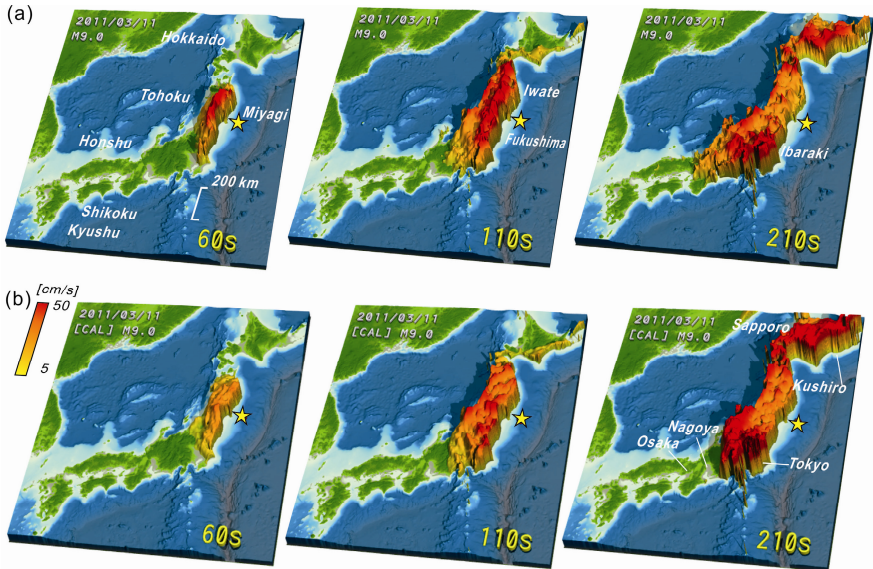 (a)
2011/03/11
M9.0
Hokkaido
Tohoku
Miyagi
Honshu
200 km
Shikoku
Kyushu
60s
2011/03/11
M9.0
Iwate
Fukushima
110s
2011/03/11
M9.0
Ibaraki
210s
(b)
[cm/s]
50
5
2011/03/11
[CAL] M9.0
60s
2011/03/11
[CAL] M9.0
110s
2011/03/11
[CAL] M9.0
Sapporo
Kushiro
Nagoya
Osaka
Tokyo
210s